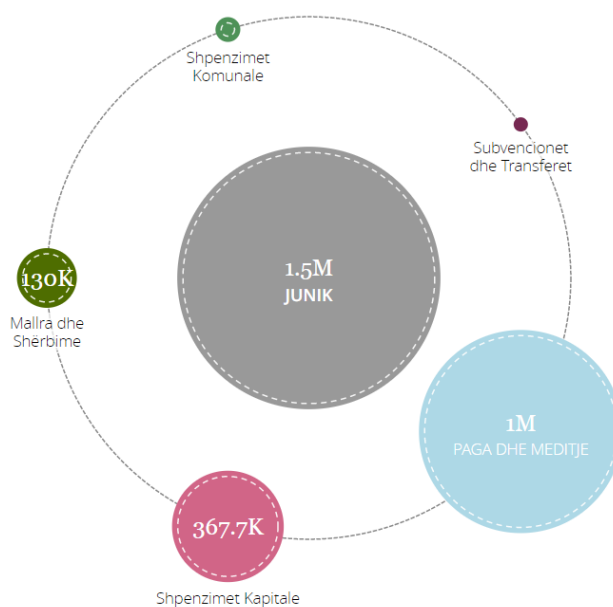 Shpenzimet
Komunale
Subvencionet
dhe Transferet
1.5M
JUNIK
130K
Mallra dhe
Shërbime
1M
PAGA DHE MEDITJE
367.7K
Shpenzimet Kapitale